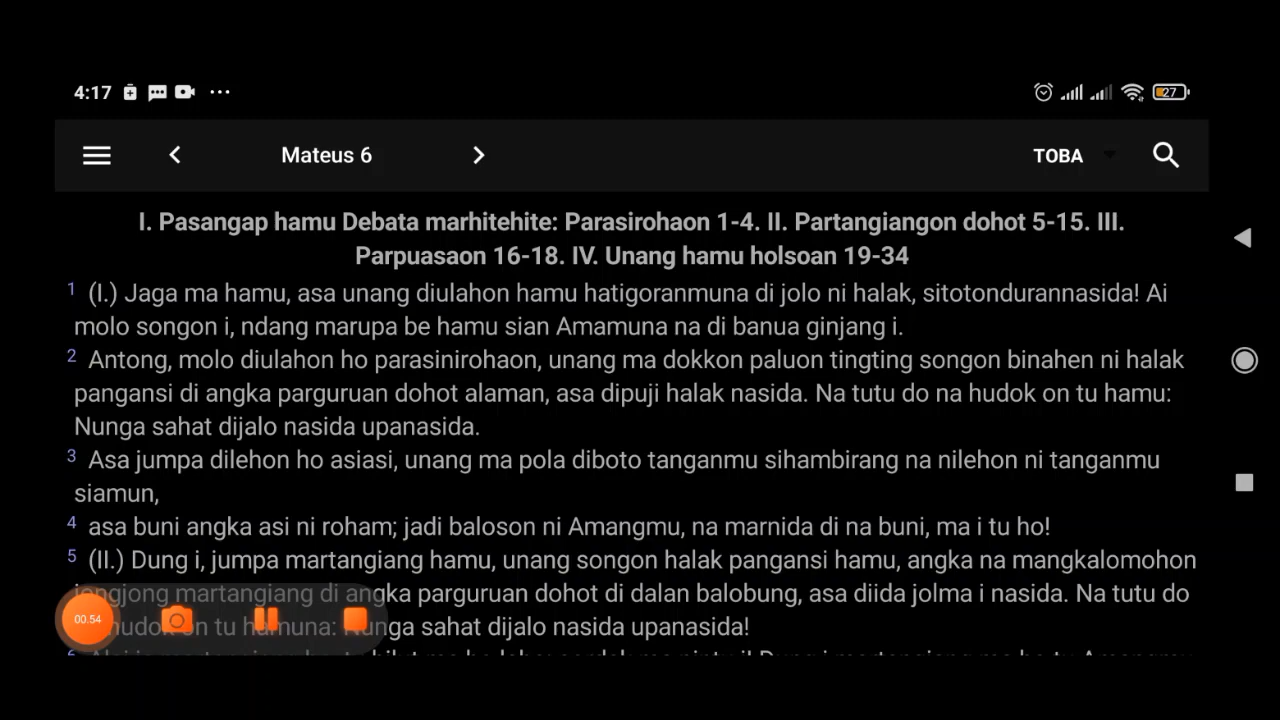 4:17
27
Mateus 6
TOBA
I. Pasangap hamu Debata marhitehite: Parasirohaon 1-4. II. Partangiangon dohot 5-15. III.
Parpuasaon 16-18. IV. Unang hamu holsoan 19-34
1 (I.) Jaga ma hamu, asa unang diulahon hamu hatigoranmuna di jolo ni halak, sitotondurannasida! Ai
molo songon i, ndang marupa be hamu sian Amamuna na di banua ginjang i.
2 Antong, molo diulahon ho parasinirohaon, unang ma dokkon paluon tingting songon binahen ni halak
pangansi di angka parguruan dohot alaman, asa dipuji halak nasida. Na tutu do na hudok on tu hamu:
Nunga sahat dijalo nasida upanasida.
3 Asa jumpa dilehon ho asiasi, unang ma pola diboto tanganmu sihambirang na nilehon ni tanganmu
siamun,
4 asa buni angka asi ni roham; jadi baloson ni Amangmu, na marnida di na buni, ma i tu ho!
5 (II.) Dung i, jumpa martangiang hamu, unang songon halak pangansi hamu, angka na mangkalomohon
jongjong martangiang di angka parguruan dohot di dalan balobung, asa diida jolma i nasida. Na tutu do
hudok on tu hamuna: Nunga sahat dijalo nasida upanasida!
00.54
6